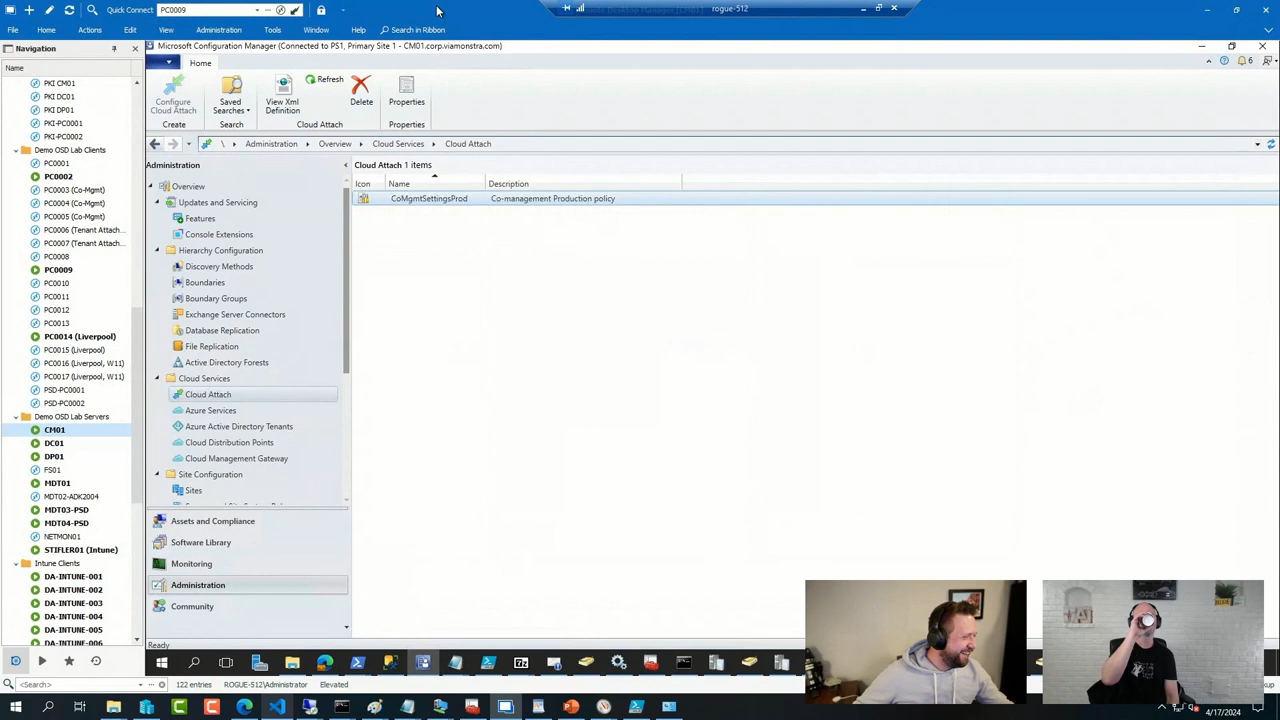 Quick Connect PC0009
rogue-512
File Home Actions Edit View Administration Tools Window Help Search in Ribbon
Navigation
Name
PKI CM01
PKI DC01
PKI DP01
PKI-PC0001
PKI-PC0002
Demo OSD Lab Clients
PC0001
PC0002
PC0003 (Co-Mgmt)
PC0004 (Co-Mgmt)
PC0005 (Co-Mgmt)
PC0006 (Tenant Attach...
PC0007 (Tenant Attach...
PC0008
PC0009
PC0010
PC0011
PC0012
PC0013
PC0014 (Liverpool)
PC0015 (Liverpool)
PC0016 (Liverpool, W11)
PC0017 (Liverpool, W11)
PSD-PC0001
PSD-PC0002
Demo OSD Lab Servers
CM01
DC01
DP01
FS01
MDT01
MDT02-ADK2004
MDT03-PSD
MDT04-PSD
NETMON01
STIFLER01 (Intune)
Intune Clients
DA-INTUNE-001
DA-INTUNE-002
DA-INTUNE-003
DA-INTUNE-004
DA-INTUNE-005
DA-INTUNE-006
<Search>
122 entries ROGUE-512\Administrator Elevated
Microsoft Configuration Manager (Connected to PS1, Primary Site 1 - CM01.corp.viamonstra.com)
Home
6
Configure Cloud Attach
Create
Saved Searches
Search
View Xml Definition
Refresh
Delete
Cloud Attach
Properties
Properties
\ Administration Overview Cloud Services Cloud Attach
Administration
Overview
Updates and Servicing
Features
Console Extensions
Hierarchy Configuration
Discovery Methods
Boundaries
Boundary Groups
Exchange Server Connectors
Database Replication
File Replication
Active Directory Forests
Cloud Services
Cloud Attach
Azure Services
Azure Active Directory Tenants
Cloud Distribution Points
Cloud Management Gateway
Site Configuration
Sites
Assets and Compliance
Software Library
Monitoring
Administration
Community
Ready
Cloud Attach 1 items
Icon Name Description
CoMgmtSettingsProd Co-management Production policy
4/17/2024